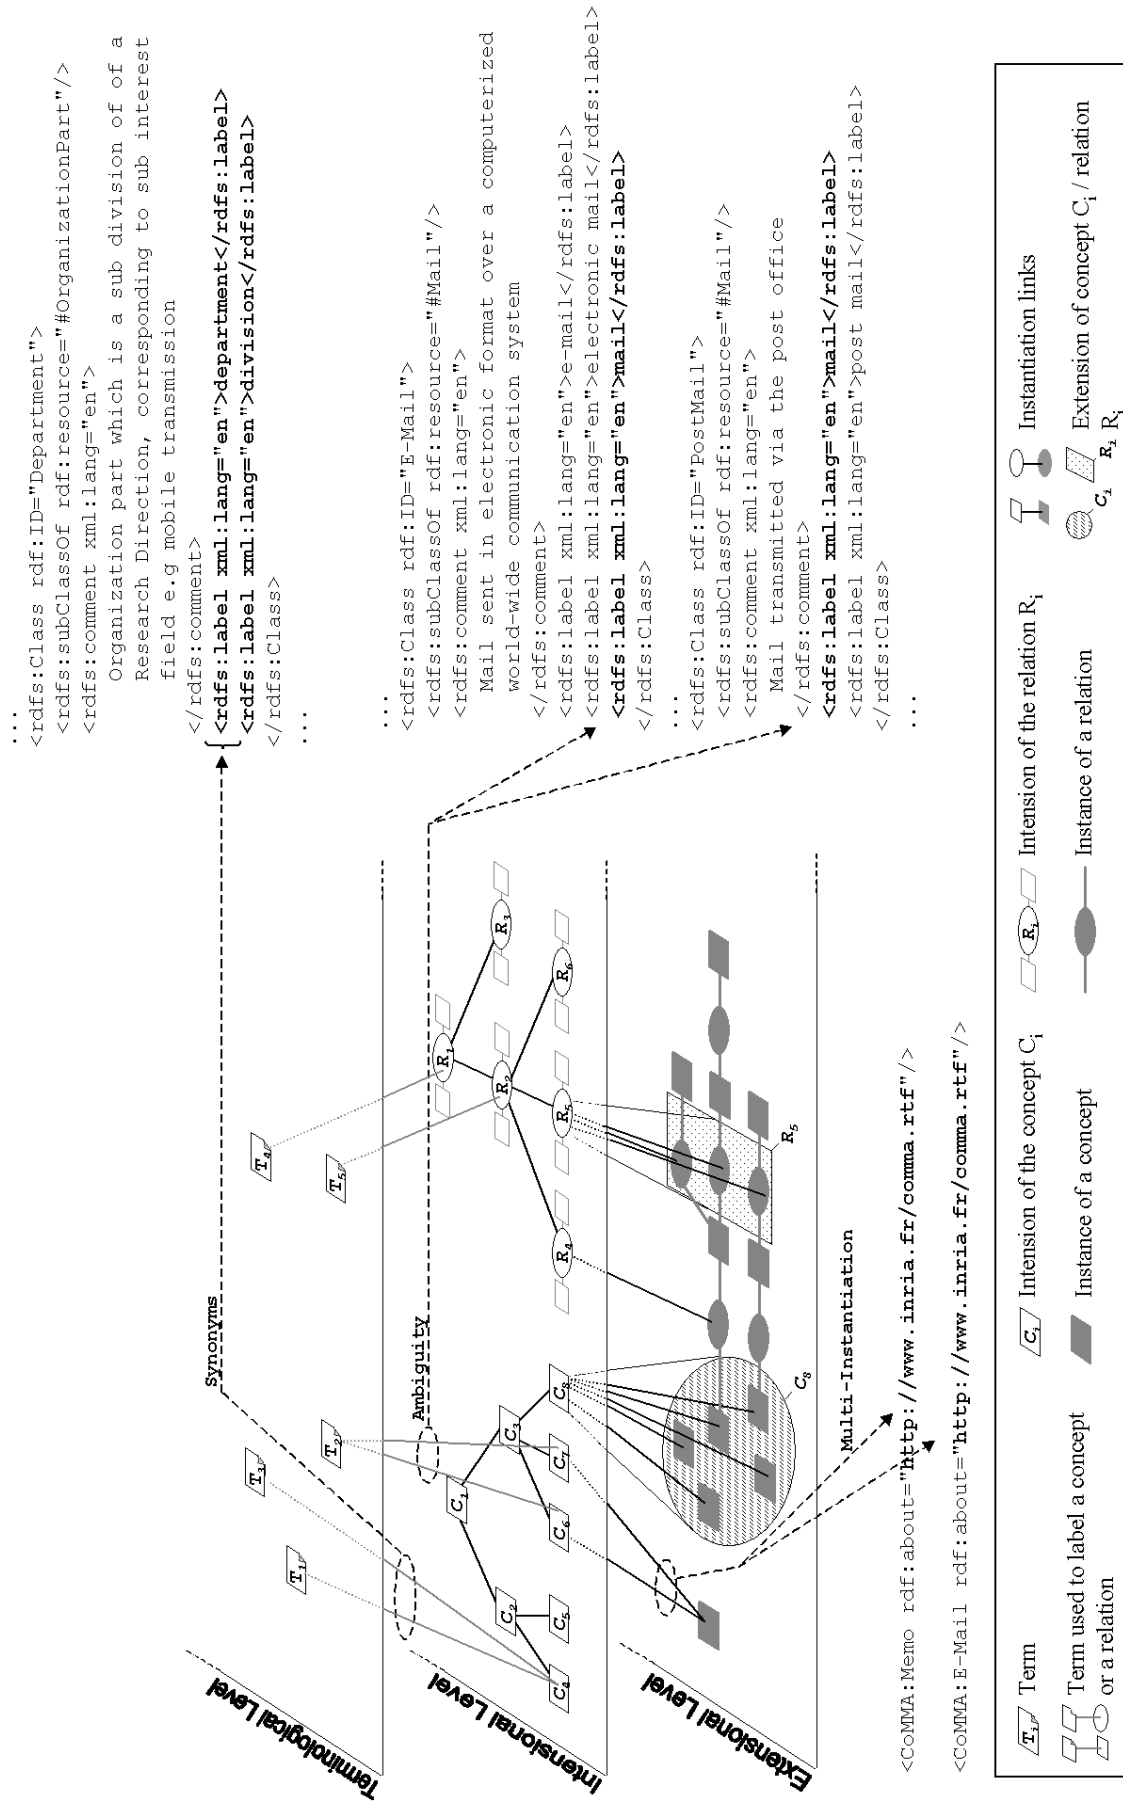 ...
<rdfs:Class rdf:ID="Department">
<rdfs:subClassOf rdf:resource="#OrganizationPart"/>
<rdfs:comment xml:lang="en">
Organization part which is a sub division of of a
Research Direction, corresponding to sub interest
field e.g mobile transmission
</rdfs:comment>
<rdfs:label xml:lang="en">department</rdfs:label>
<rdfs:label xml:lang="en">division</rdfs:label>
</rdfs:Class>
...
...
<rdfs:Class rdf:ID="E-Mail">
<rdfs:subClassOf rdf:resource="#Mail"/>
<rdfs:comment xml:lang="en">
Mail sent in electronic format over a computerized
world-wide communication system
</rdfs:comment>
<rdfs:label xml:lang="en">e-mail</rdfs:label>
<rdfs:label xml:lang="en">electronic mail</rdfs:label>
<rdfs:label xml:lang="en">mail</rdfs:label>
</rdfs:Class>
...
<rdfs:Class rdf:ID="PostMail">
<rdfs:subClassOf rdf:resource="#Mail"/>
<rdfs:comment xml:lang="en">
Mail transmitted via the post office
</rdfs:comment>
<rdfs:label xml:lang="en">mail</rdfs:label>
<rdfs:label xml:lang="en">post mail</rdfs:label>
</rdfs:Class>
...
Synonyms
T1
T3
T2
T4
T5
Terminological Level
Ambiguity
C1
R1
C2
C3
R2
R3
C4
C5
C6
C7
C8
R4
R5
R6
Intensional Level
C8
R5
Extensional Level
Multi-Instantiation
<CoMMA:Memo rdf:about="http://www.inria.fr/comma.rtf"/>
<CoMMA:E-Mail rdf:about="http://www.inria.fr/comma.rtf"/>
Ti Term
Ci Intension of the concept Ci
Ri Intension of the relation Ri
Instantiation links
Term used to label a concept
or a relation
Instance of a concept
Instance of a relation
Ci Ri Extension of concept Ci / relation
Ri